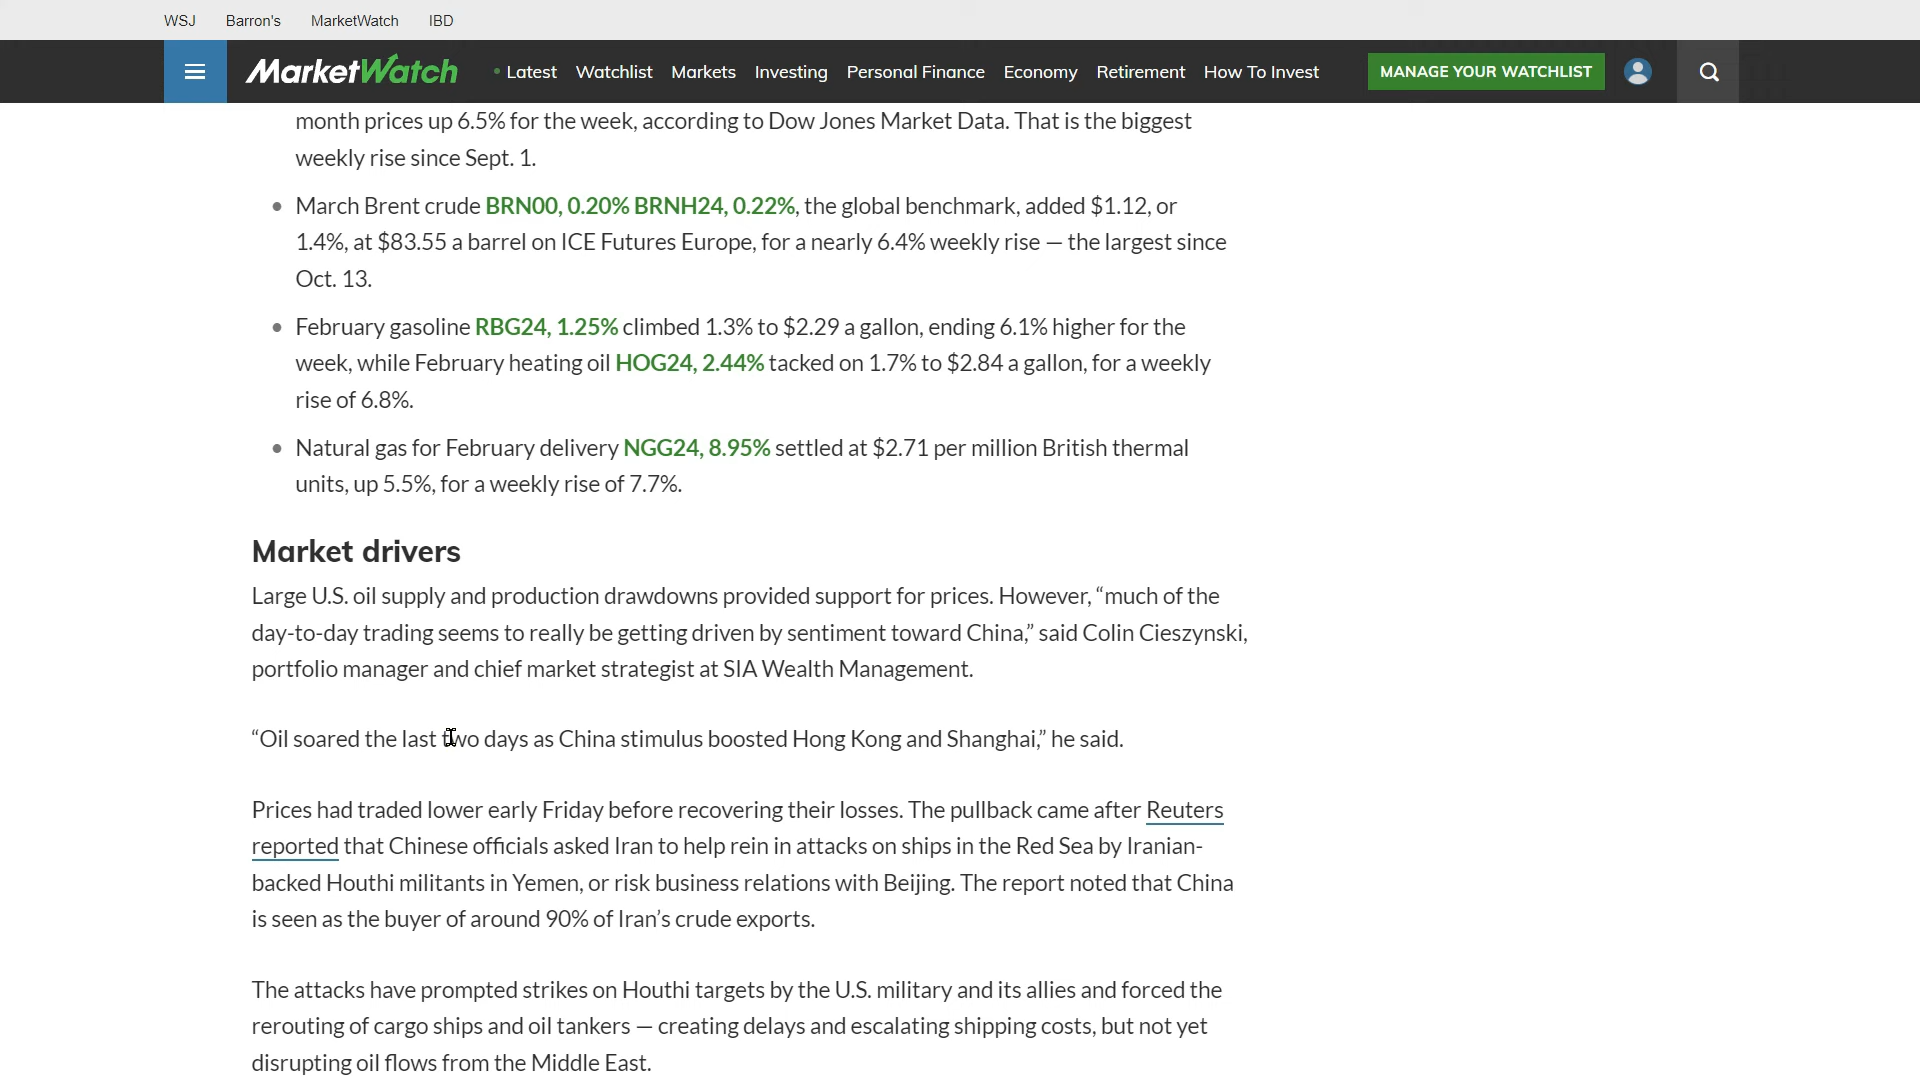 WSJ Barron's MarketWatch IBD
MarketWatch • Latest Watchlist Markets Investing Personal Finance Economy Retirement How To Invest MANAGE YOUR WATCHLIST
month prices up 6.5% for the week, according to Dow Jones Market Data. That is the biggest
weekly rise since Sept. 1.
• March Brent crude BRN00, 0.20% BRNH24, 0.22%, the global benchmark, added $1.12, or
1.4%, at $83.55 a barrel on ICE Futures Europe, for a nearly 6.4% weekly rise — the largest since
Oct. 13.
• February gasoline RBG24, 1.25% climbed 1.3% to $2.29 a gallon, ending 6.1% higher for the
week, while February heating oil HOG24, 2.44% tacked on 1.7% to $2.84 a gallon, for a weekly
rise of 6.8%.
• Natural gas for February delivery NGG24, 8.95% settled at $2.71 per million British thermal
units, up 5.5%, for a weekly rise of 7.7%.
Market drivers
Large U.S. oil supply and production drawdowns provided support for prices. However, “much of the
day-to-day trading seems to really be getting driven by sentiment toward China,” said Colin Cieszynski,
portfolio manager and chief market strategist at SIA Wealth Management.
“Oil soared the last two days as China stimulus boosted Hong Kong and Shanghai,” he said.
Prices had traded lower early Friday before recovering their losses. The pullback came after Reuters
reported that Chinese officials asked Iran to help rein in attacks on ships in the Red Sea by Iranian-
backed Houthi militants in Yemen, or risk business relations with Beijing. The report noted that China
is seen as the buyer of around 90% of Iran’s crude exports.
The attacks have prompted strikes on Houthi targets by the U.S. military and its allies and forced the
rerouting of cargo ships and oil tankers — creating delays and escalating shipping costs, but not yet
disrupting oil flows from the Middle East.